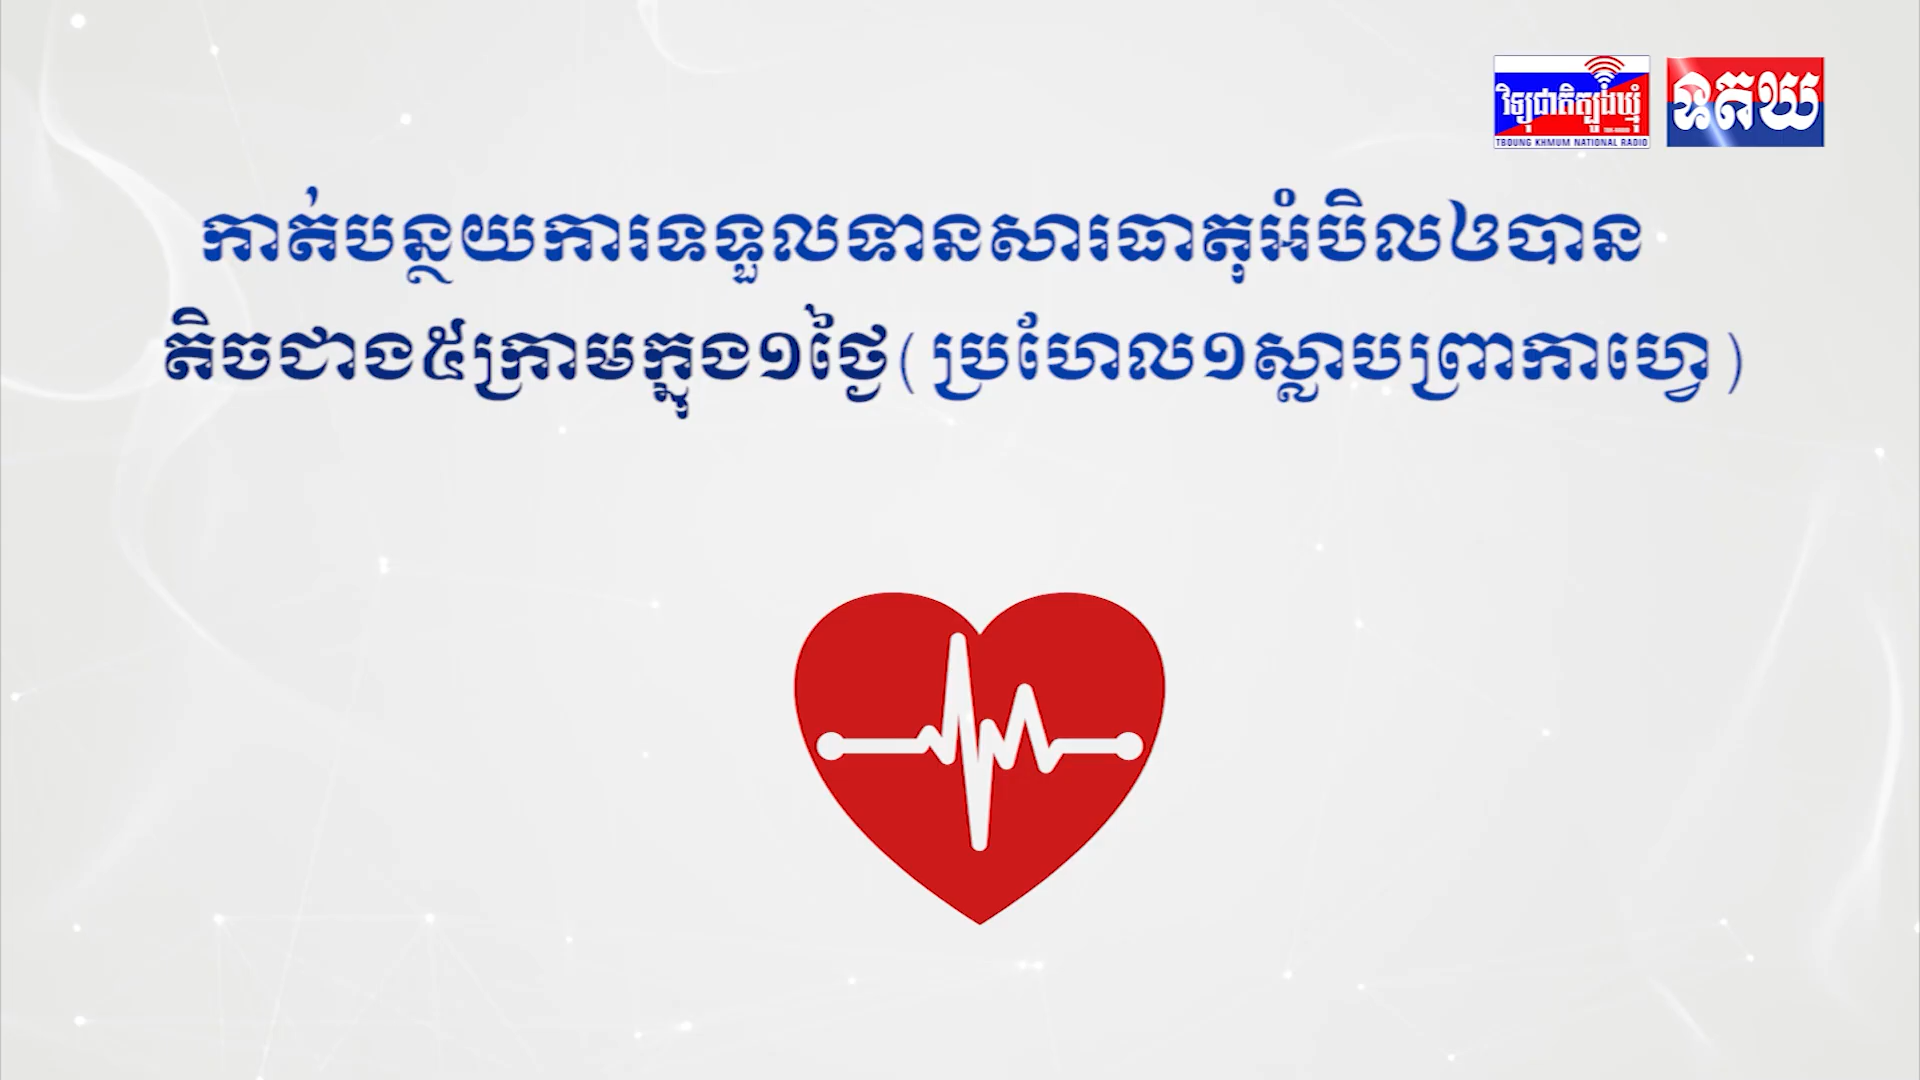 វិទ្យុជាតិត្បូងឃ្មុំ
TBOUNG KHMUM NATIONAL RADIO
ទតឃ
កាត់បន្ថយការទទួលទានសារធាតុអំបិលឲបាន
តិចជាង៥ក្រាមក្នុង១ថ្ងៃ(ប្រហែល១ស្លាបព្រាកាហ្វេ)